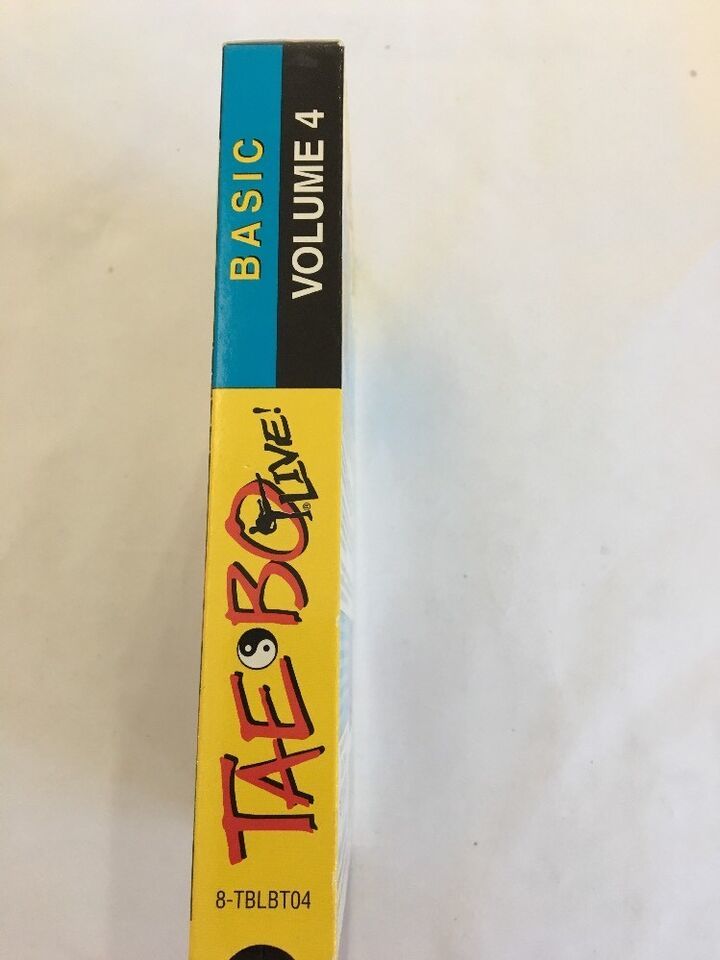 BASIC
VOLUME 4
TAE BO LIVE!
®
8-TBLBT04